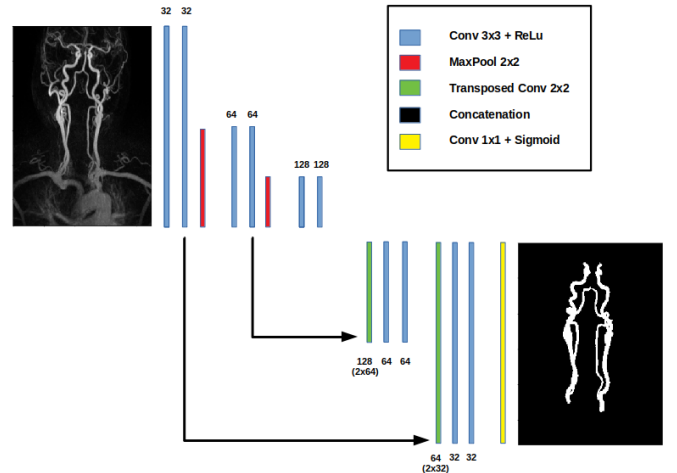 32 32
64 64
128 128
Conv 3x3 + ReLu
MaxPool 2x2
Transposed Conv 2x2
Concatenation
Conv 1x1 + Sigmoid
128 64 64
(2x64)
64 32 32
(2x32)